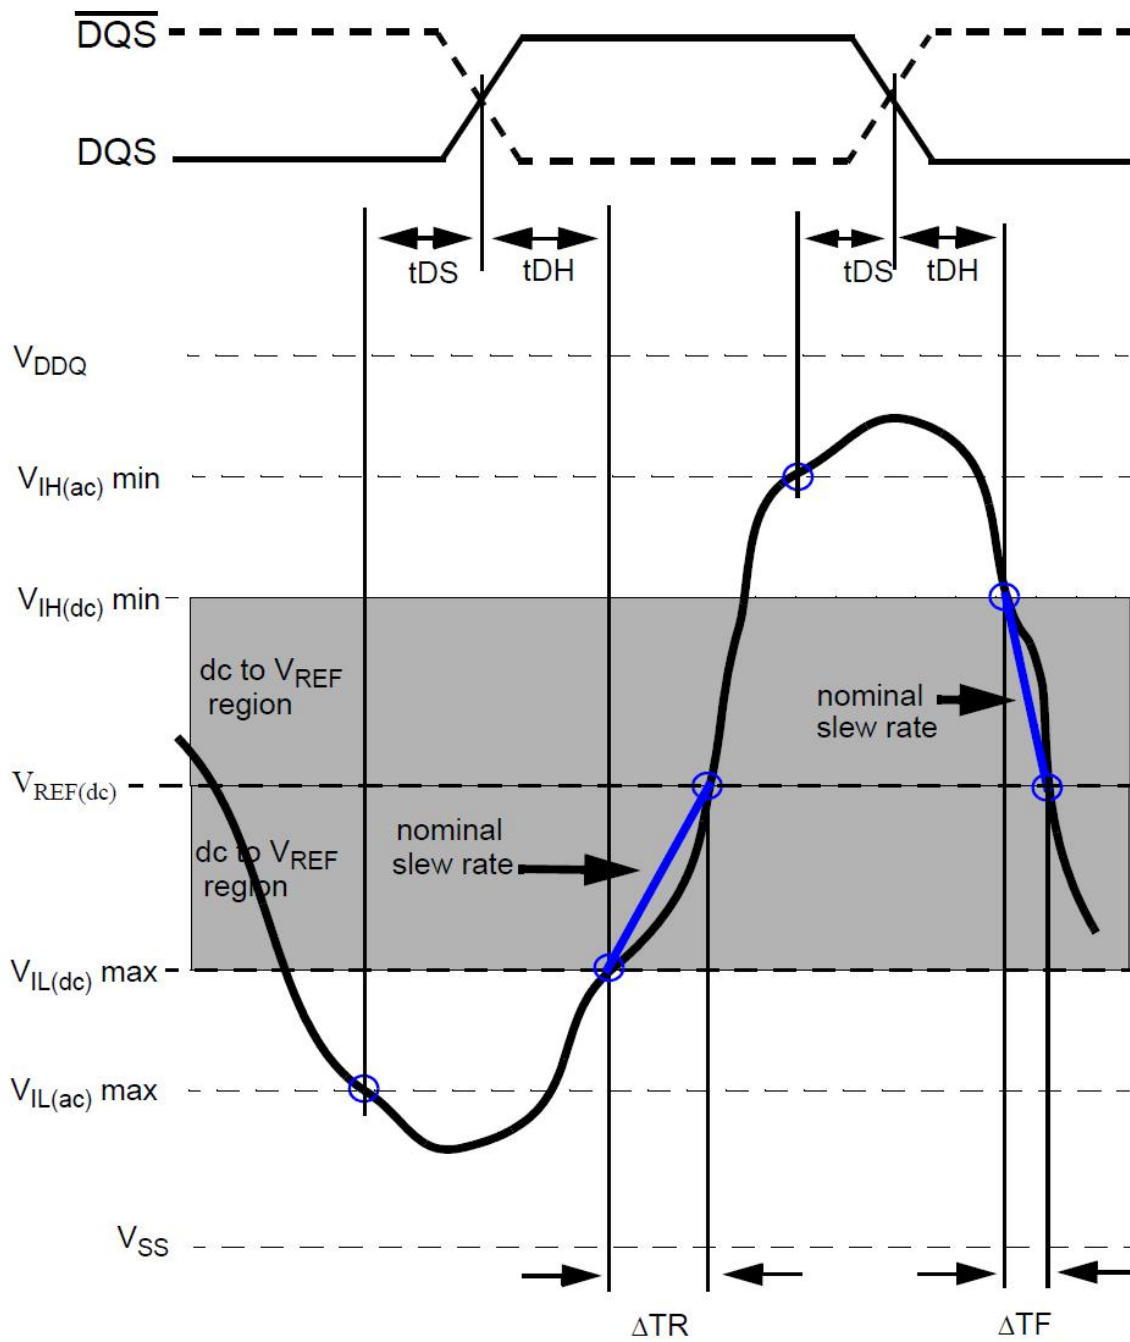 DQS
DQS
tDS tDH tDS tDH
VDDQ
VIH(ac) min
VIH(dc) min
dc to VREF
region
nominal
slew rate
VREF(dc)
nominal
slew rate
dc to VREF
region
VIL(dc) max
VIL(ac) max
VSS
ΔTR ΔTF